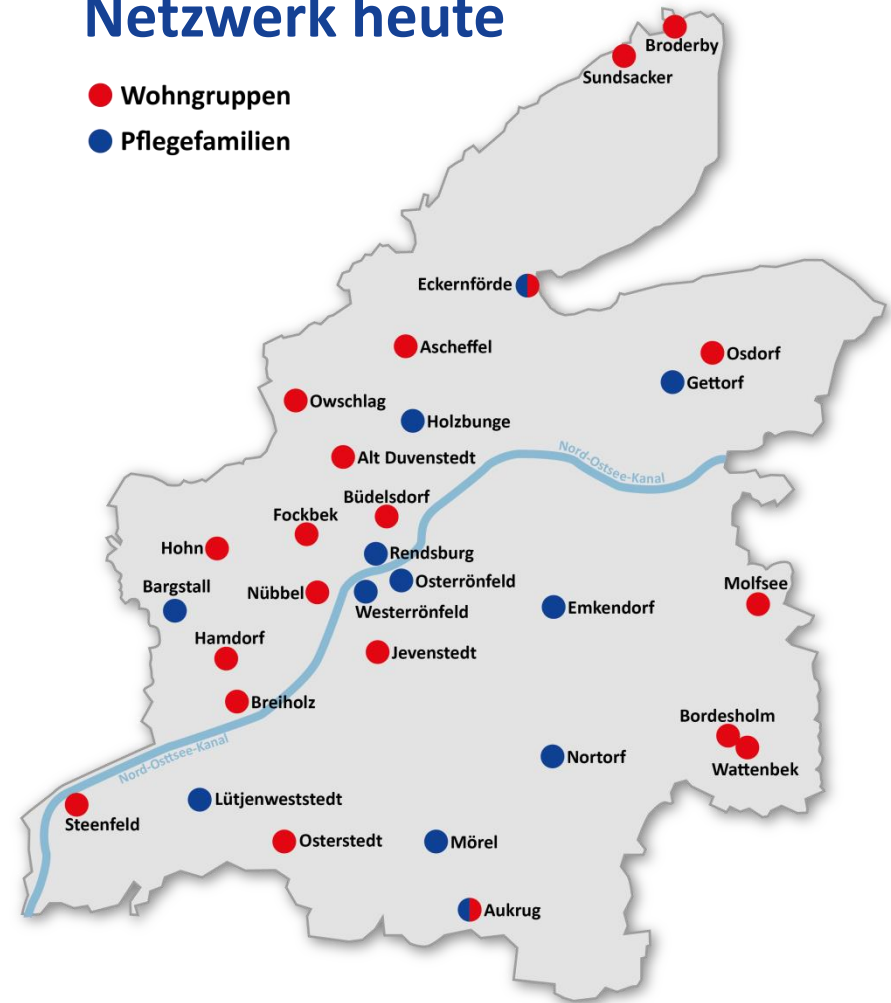 Netzwerk heute
Wohngruppen
Pflegefamilien
Broderby
Sundsacker
Eckernförde
Ascheffel
Osdorf
Gettorf
Owschlag
Holzbunge
Alt Duvenstedt
Nord-Ostsee-Kanal
Büdelsdorf
Fockbek
Hohn
Rendsburg
Bargstall
Nübbel
Osterrönfeld
Westerrönfeld
Emkendorf
Molfsee
Hamdorf
Jevenstedt
Breiholz
Bordesholm
Nord-Osttsee-Kanal
Nortorf
Wattenbek
Lütjenweststedt
Steenfeld
Osterstedt
Mörel
Aukrug